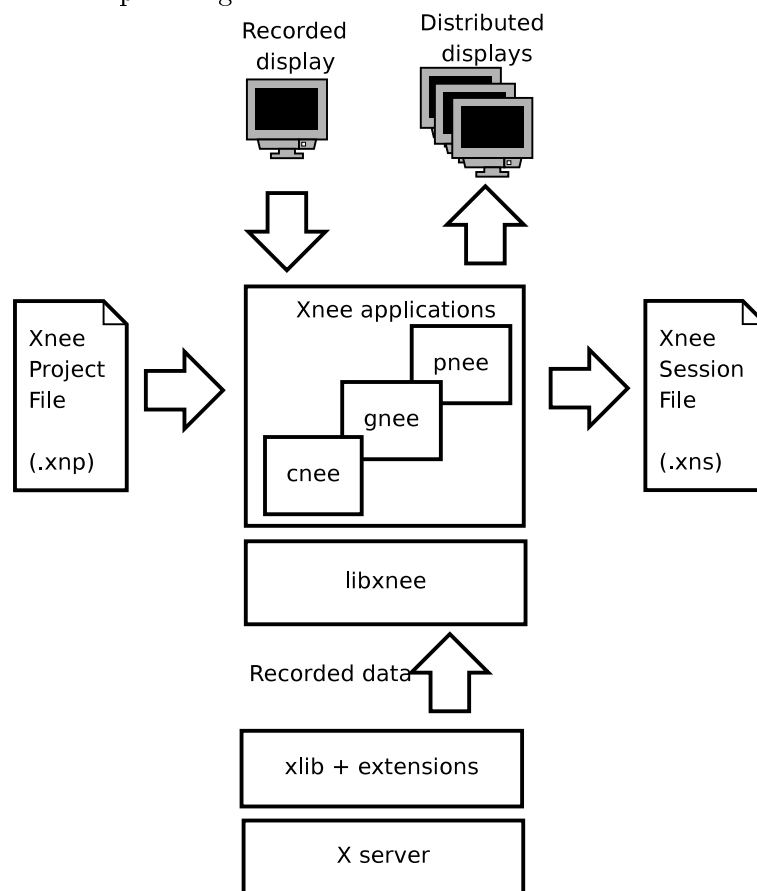 Recorded
display
Distributed
displays
Xnee applications
Xnee
Project
File
(.xnp)
pnee
gnee
cnee
Xnee
Session
File
(.xns)
libxnee
Recorded data
xlib + extensions
X server